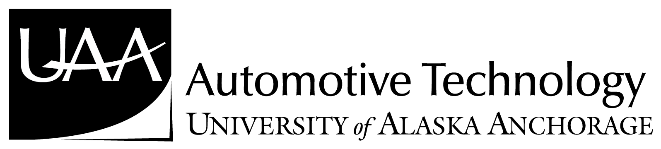 UAA
Automotive Technology
UNIVERSITY of ALASKA ANCHORAGE